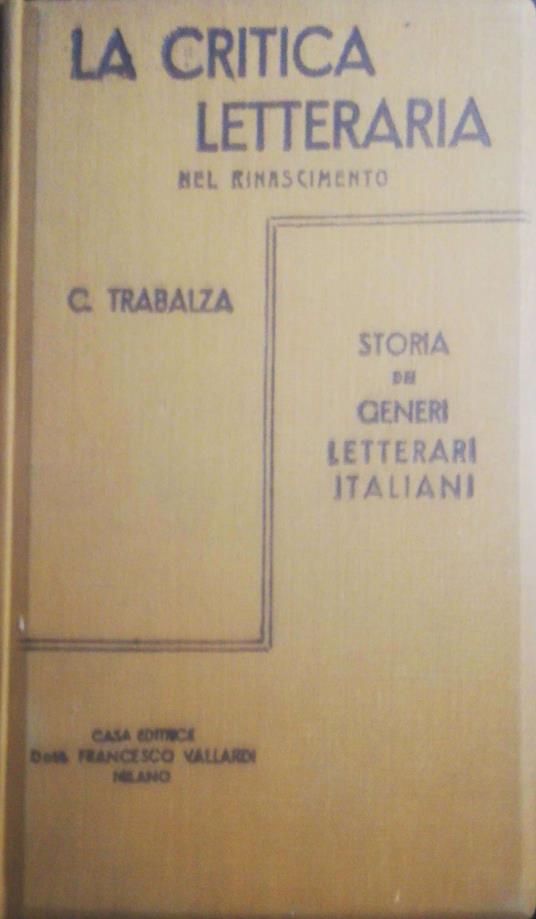 LA CRITICA
LETTERARIA
NEL RINASCIMENTO
C. TRABALZA
STORIA
DEI
GENERI
LETTERARI
ITALIANI
CASA EDITRICE
Dott. FRANCESCO VALLARDI
MILANO